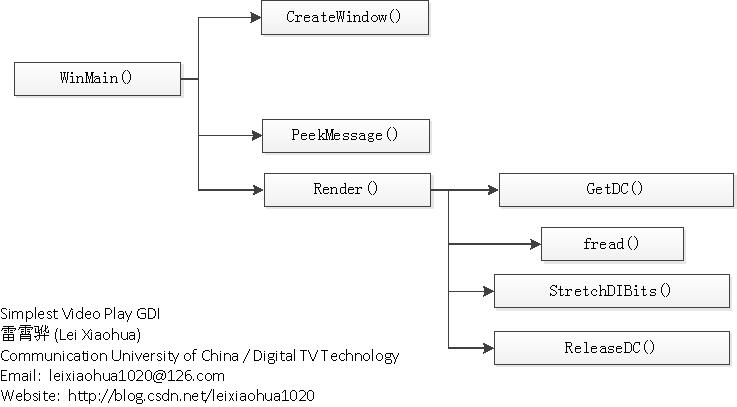 CreateWindow()
WinMain()
PeekMessage()
Render()
GetDC()
fread()
StretchDIBits()
ReleaseDC()
Simplest Video Play GDI
雷霄骅 (Lei Xiaohua)
Communication University of China / Digital TV Technology
Email: leixiaohua1020@126.com
Website: http://blog.csdn.net/leixiaohua1020